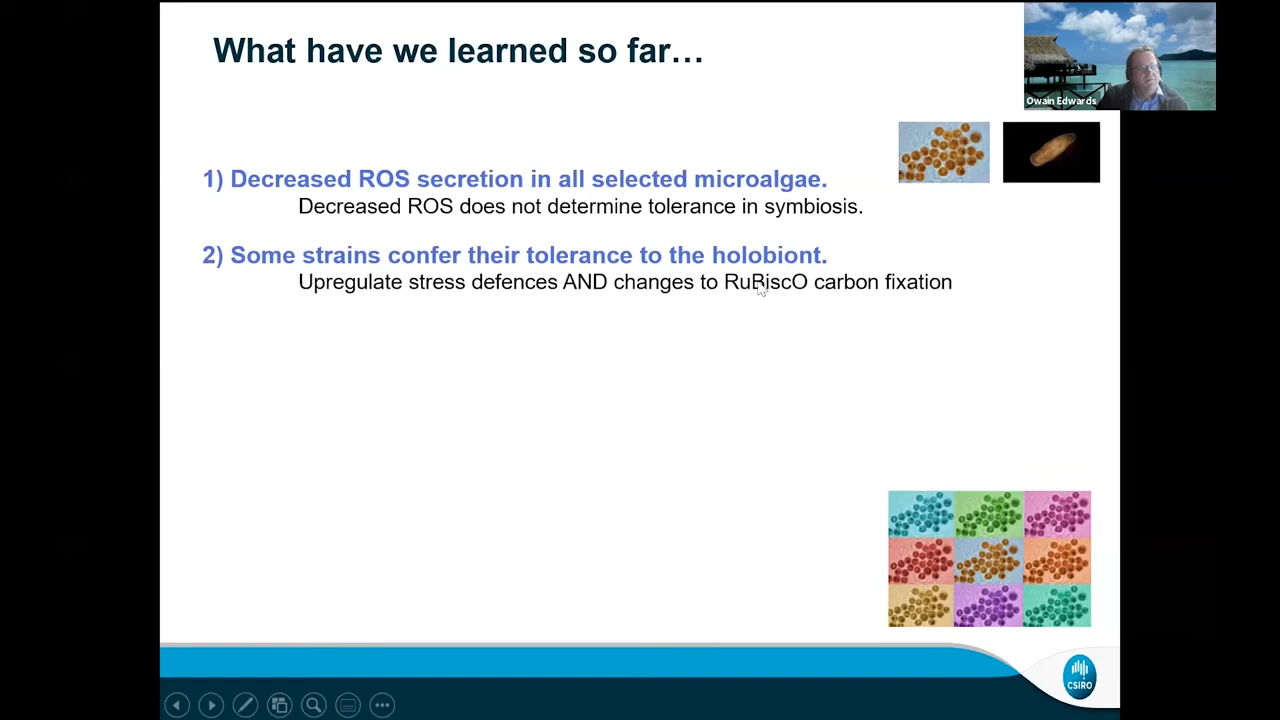 What have we learned so far…
Owain Edwards
1) Decreased ROS secretion in all selected microalgae.
Decreased ROS does not determine tolerance in symbiosis.
2) Some strains confer their tolerance to the holobiont.
Upregulate stress defences AND changes to RuBiscO carbon fixation
CSIRO